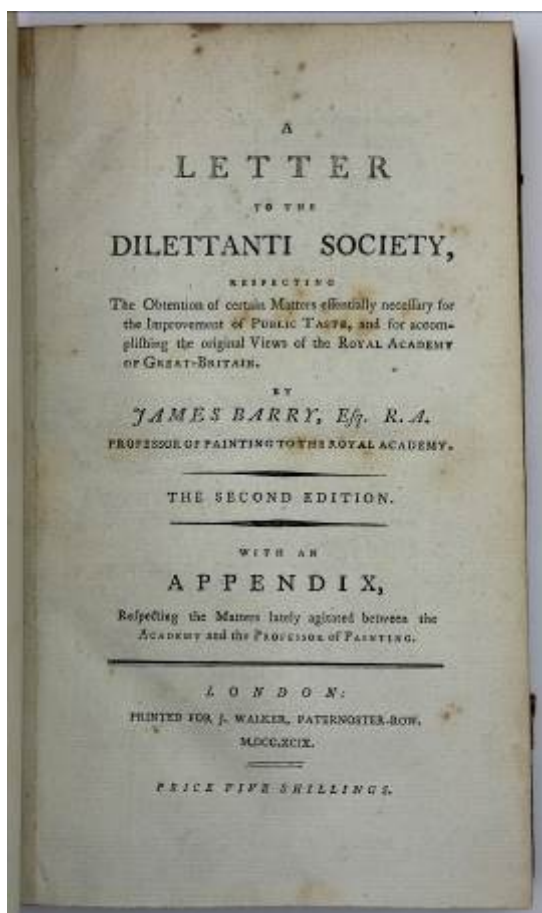 A
LETTER
TO THE
DILETTANTI SOCIETY,
RESPECTING
The Obtention of certain Matters eſſentially neceſſary for
the Improvement of PUBLIC TASTE, and for accom-
pliſhing the original Views of the ROYAL ACADEMY
OF GREAT-BRITAIN.
BY
JAMES BARRY, Eſq. R.A.
PROFESSOR OF PAINTING TO THE ROYAL ACADEMY.
THE SECOND EDITION.
WITH AN
APPENDIX,
Reſpecting the Matters lately agitated between the
ACADEMY and the PROFESSOR of PAINTING.
LONDON:
PRINTED FOR J. WALKER, PATERNOSTER-ROW.
M,DCC,XCIX.
PRICE FIVE SHILLINGS.